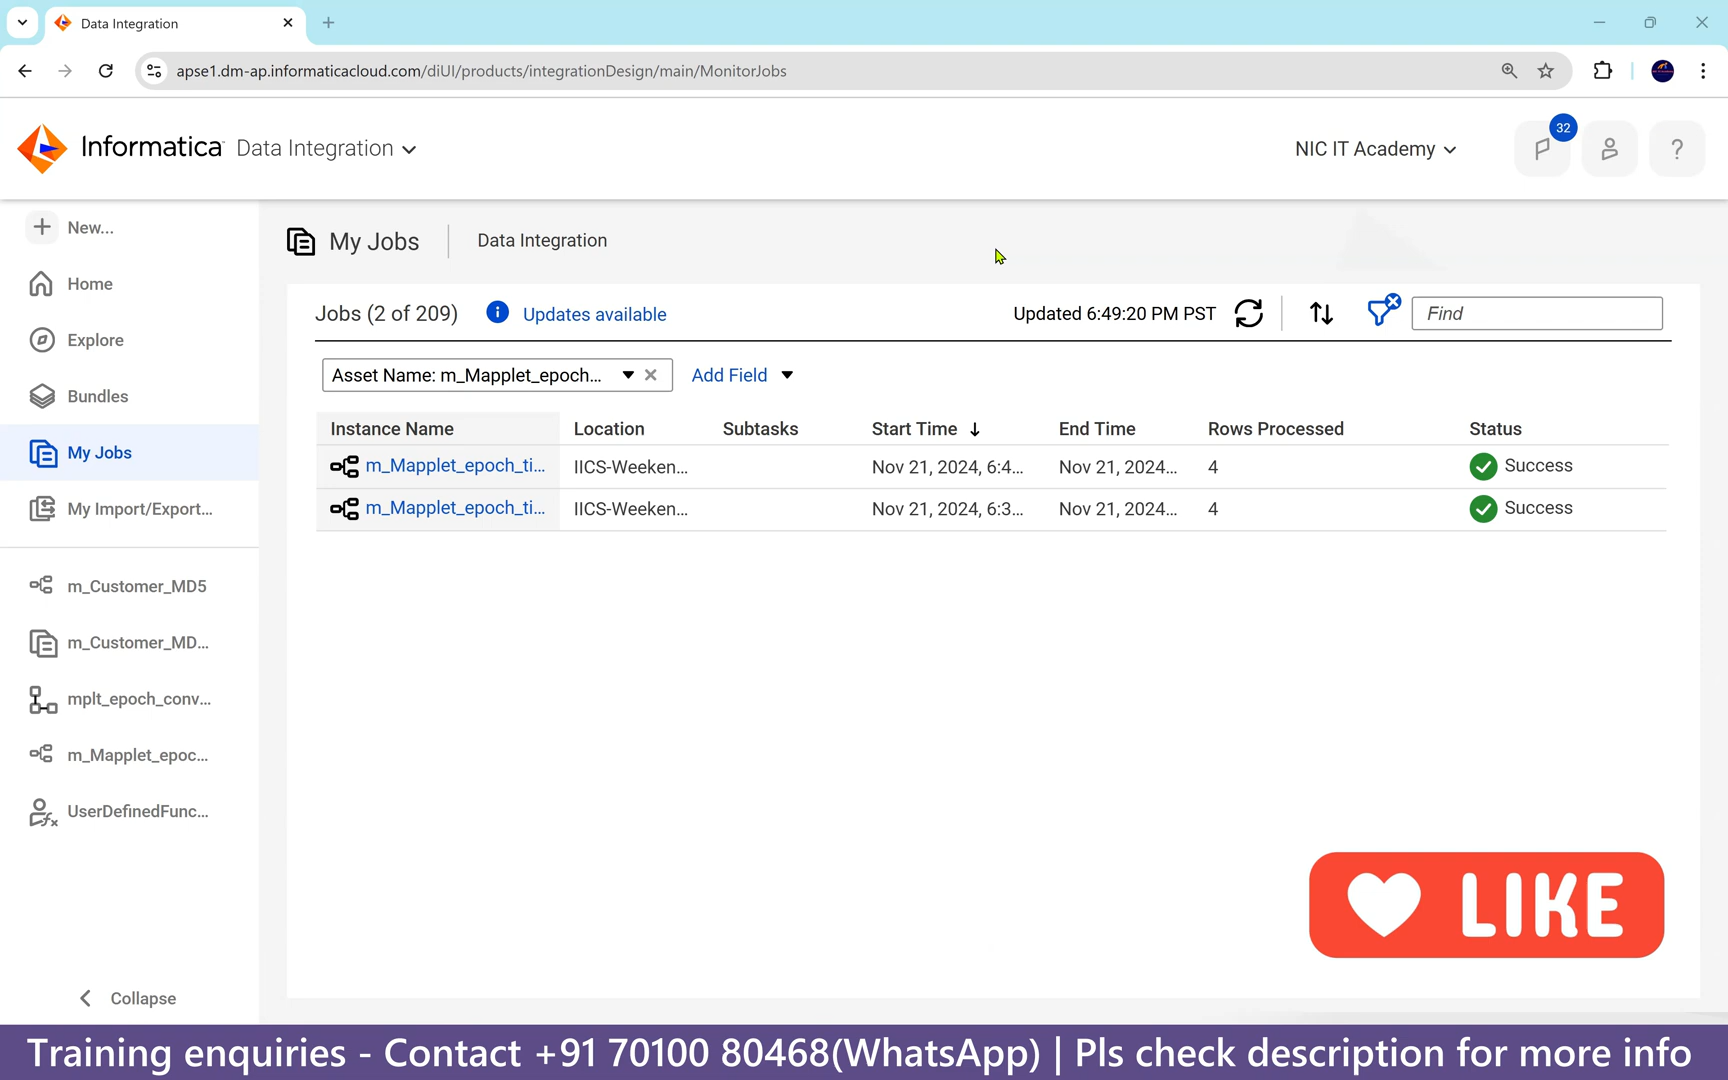 Data Integration
apse1.dm-ap.informaticacloud.com/diUI/products/integrationDesign/main/MonitorJobs
Informatica Data Integration
NIC IT Academy
32
?
New...
Home
Explore
Bundles
My Jobs
My Import/Export...
m_Customer_MD5
m_Customer_MD...
mplt_epoch_conv...
m_Mapplet_epoc...
UserDefinedFunc...
Collapse
My Jobs
Data Integration
Jobs (2 of 209)
Updates available
Updated 6:49:20 PM PST
Find
Asset Name: m_Mapplet_epoch...
Add Field
Instance Name Location Subtasks Start Time End Time Rows Processed Status
m_Mapplet_epoch_ti... IICS-Weeken... Nov 21, 2024, 6:4... Nov 21, 2024... 4 Success
m_Mapplet_epoch_ti... IICS-Weeken... Nov 21, 2024, 6:3... Nov 21, 2024... 4 Success
LIKE
Training enquiries - Contact +91 70100 80468(WhatsApp) | Pls check description for more info